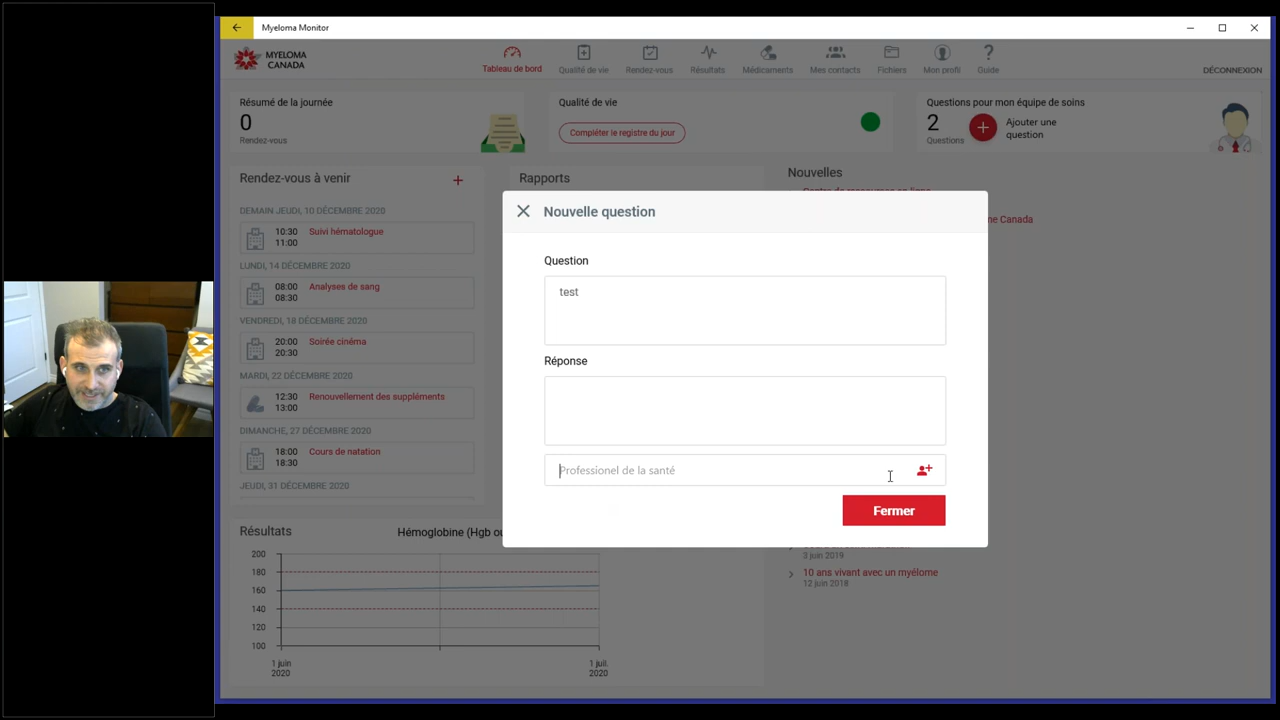 Myeloma Monitor
MYELOMA
CANADA
Tableau de bord
Qualité de vie
Rendez-vous
Résultats
Médicaments
Mes contacts
Fichiers
Mon profil
Guide
DÉCONNEXION
Résumé de la journée
0
Rendez-vous
Qualité de vie
Compléter le registre du jour
Questions pour mon équipe de soins
2
Questions
Ajouter une
question
Rendez-vous à venir
DEMAIN JEUDI, 10 DÉCEMBRE 2020
10:30 Suivi hématologue
11:00
LUNDI, 14 DÉCEMBRE 2020
08:00 Analyses de sang
08:30
VENDREDI, 18 DÉCEMBRE 2020
20:00 Soirée cinéma
20:30
MARDI, 22 DÉCEMBRE 2020
12:30 Renouvellement des suppléments
13:00
DIMANCHE, 27 DÉCEMBRE 2020
18:00 Cours de natation
18:30
JEUDI, 31 DÉCEMBRE 2020
Rapports
Nouvelles
ne Canada
Nouvelle question
Question
test
Réponse
Professionel de la santé
Fermer
3 juin 2019
10 ans vivant avec un myélome
12 juin 2018
Résultats
Hémoglobine (Hgb ou
200
180
160
140
120
100
1 juin
2020
1 juil.
2020